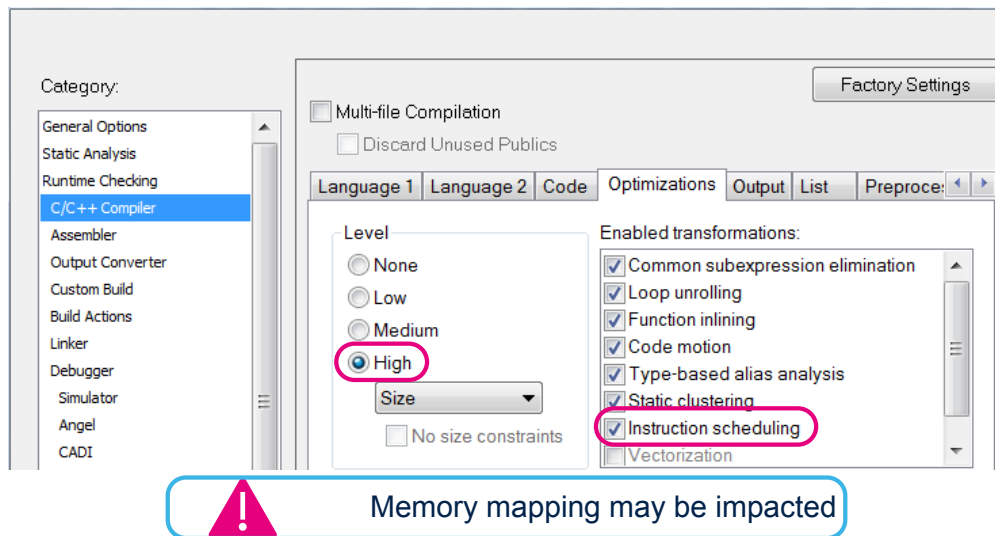 Category:
General Options
Static Analysis
Runtime Checking
C/C++ Compiler
Assembler
Output Converter
Custom Build
Build Actions
Linker
Debugger
Simulator
Angel
CADI
Factory Settings
Multi-file Compilation
Discard Unused Publics
Language 1 Language 2 Code Optimizations Output List Preproce
Level
None
Low
Medium
High
Size
No size constraints
Enabled transformations:
Common subexpression elimination
Loop unrolling
Function inlining
Code motion
Type-based alias analysis
Static clustering
Instruction scheduling
Vectorization
! Memory mapping may be impacted